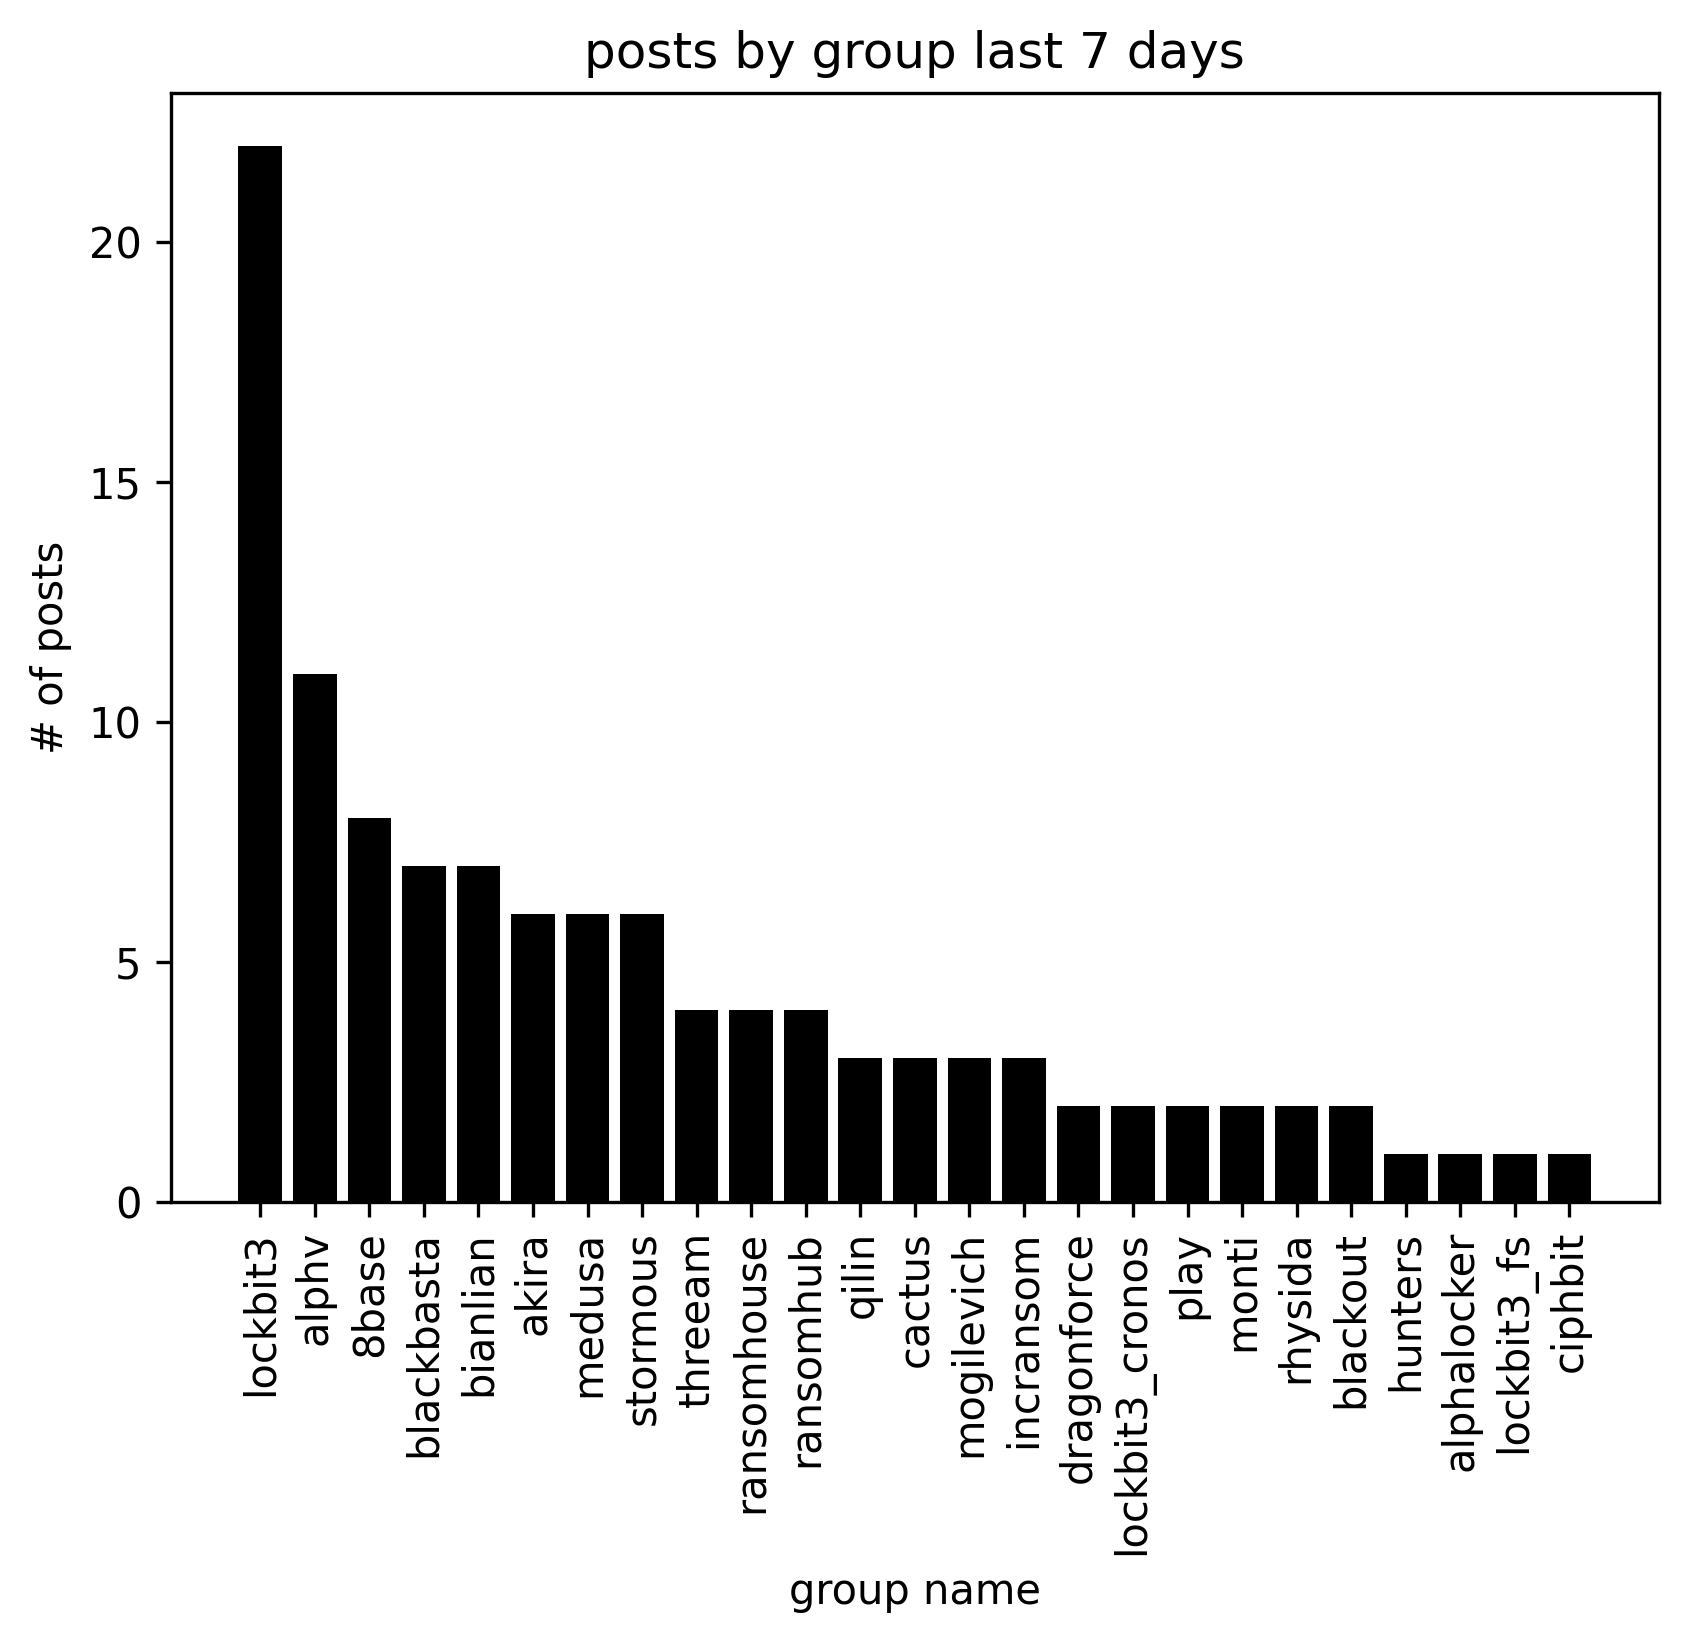 posts by group last 7 days
# of posts
20
15
10
5
0
lockbit3
alphv
8base
blackbasta
bianlian
akira
medusa
stormous
threeam
ransomhouse
ransomhub
qilin
cactus
mogilevich
incransom
dragonforce
lockbit3_cronos
play
monti
rhysida
blackout
hunters
alphalocker
lockbit3_fs
ciphbit
group name